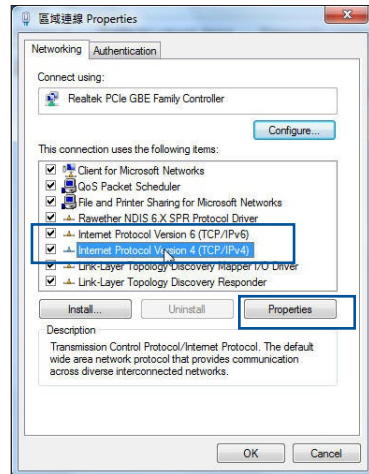 區域連線 Properties
Networking Authentication
Connect using:
Realtek PCIe GBE Family Controller
Configure...
This connection uses the following items:
Client for Microsoft Networks
QoS Packet Scheduler
File and Printer Sharing for Microsoft Networks
Rawether NDIS 6.X SPR Protocol Driver
Internet Protocol Version 6 (TCP/IPv6)
Internet Protocol Version 4 (TCP/IPv4)
Link-Layer Topology Discovery Mapper I/O Driver
Link-Layer Topology Discovery Responder
Install... Uninstall Properties
Description
Transmission Control Protocol/Internet Protocol. The default
wide area network protocol that provides communication
across diverse interconnected networks.
OK Cancel